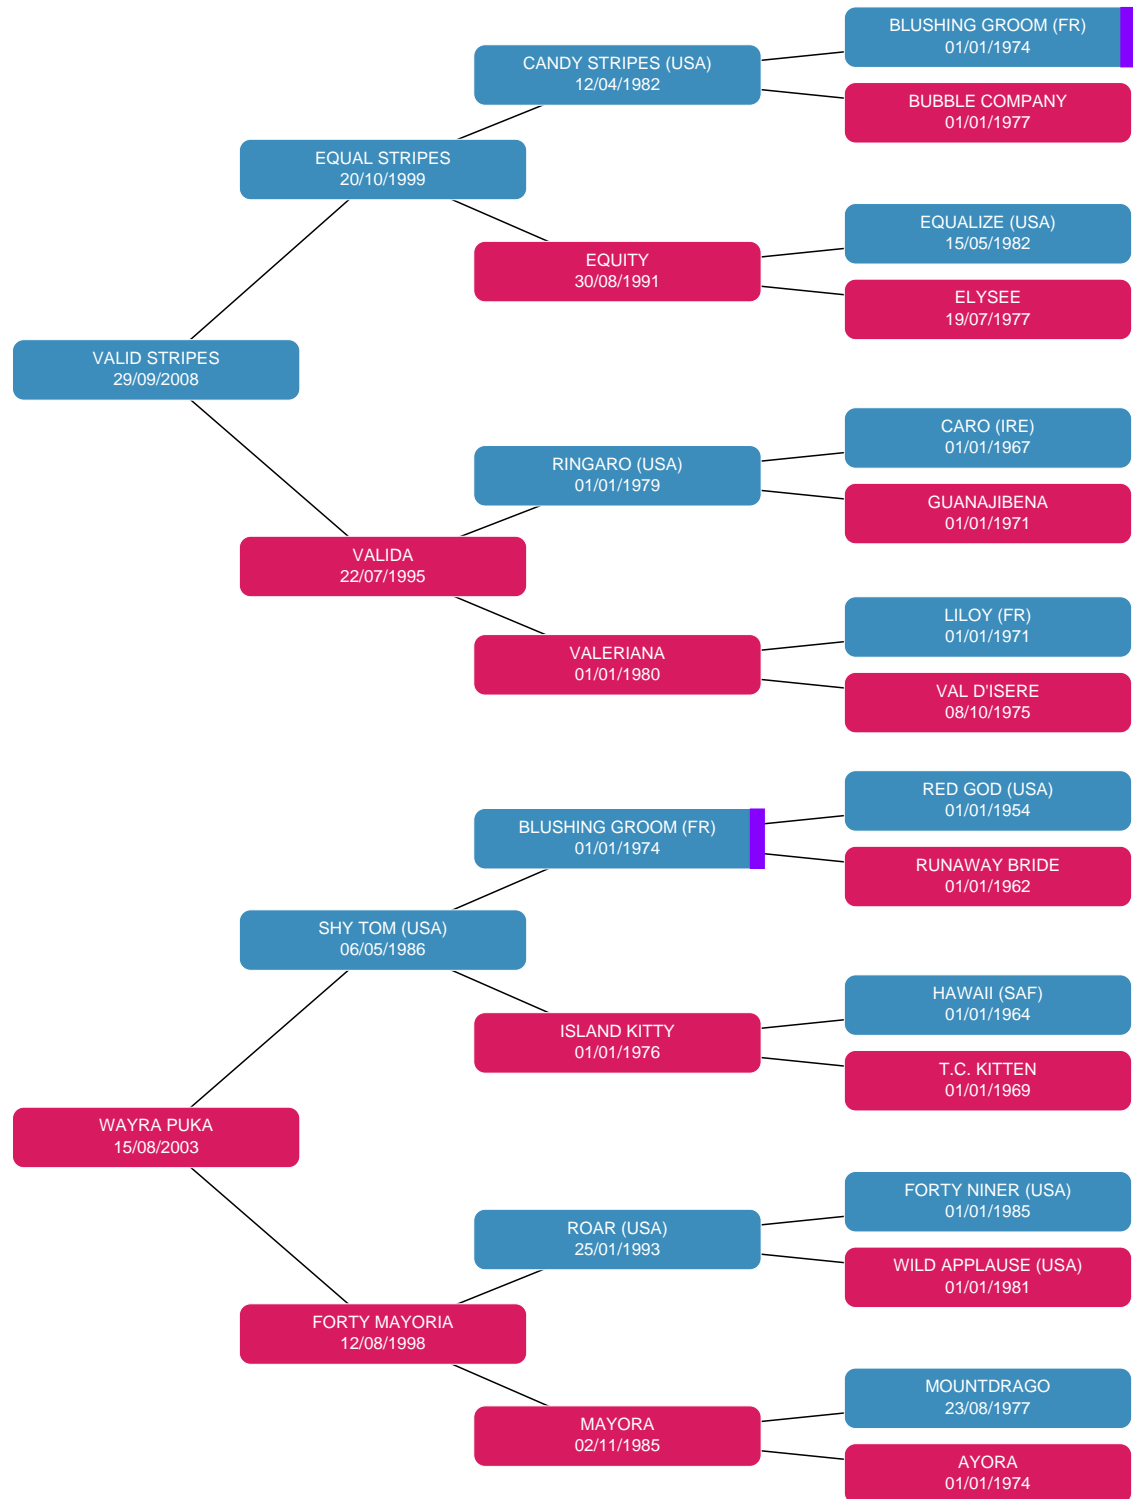 BLUSHING GROOM (FR)
01/01/1974
CANDY STRIPES (USA)
12/04/1982
BUBBLE COMPANY
01/01/1977
EQUAL STRIPES
20/10/1999
EQUALIZE (USA)
15/05/1982
EQUITY
30/08/1991
ELYSEE
19/07/1977
VALID STRIPES
29/09/2008
CARO (IRE)
01/01/1967
RINGARO (USA)
01/01/1979
GUANAJIBENA
01/01/1971
VALIDA
22/07/1995
LILOY (FR)
01/01/1971
VALERIANA
01/01/1980
VAL D'ISERE
08/10/1975
RED GOD (USA)
01/01/1954
BLUSHING GROOM (FR)
01/01/1974
RUNAWAY BRIDE
01/01/1962
SHY TOM (USA)
06/05/1986
HAWAII (SAF)
01/01/1964
ISLAND KITTY
01/01/1976
T.C. KITTEN
01/01/1969
WAYRA PUKA
15/08/2003
FORTY NINER (USA)
01/01/1985
ROAR (USA)
25/01/1993
WILD APPLAUSE (USA)
01/01/1981
FORTY MAYORIA
12/08/1998
MOUNTDRAGO
23/08/1977
MAYORA
02/11/1985
AYORA
01/01/1974